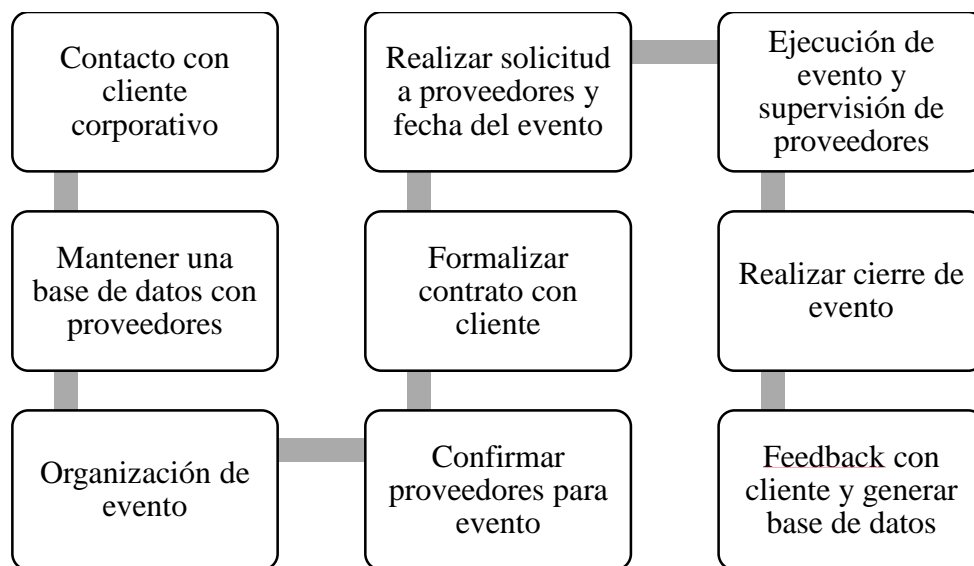 Contacto con
cliente
corporativo
Mantener una
base de datos con
proveedores
Organización de
evento
Confirmar
proveedores para
evento
Formalizar
contrato con
cliente
Realizar solicitud
a proveedores y
fecha del evento
Ejecución de
evento y
supervisión de
proveedores
Realizar cierre de
evento
Feedback con
cliente y generar
base de datos